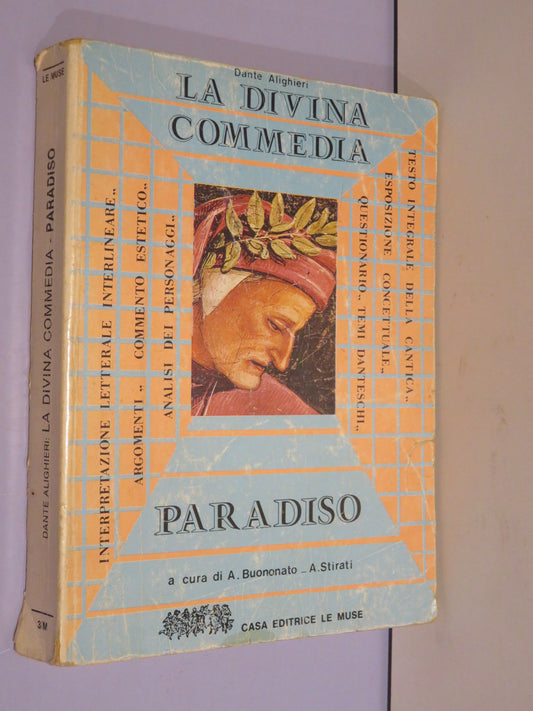 LE MUSE
DANTE ALIGHIERI: LA DIVINA COMMEDIA - PARADISO
3M
Dante Alighieri
LA DIVINA
COMMEDIA
INTERPRETAZIONE LETTERALE INTERLINEARE..
ARGOMENTI.. COMMENTO ESTETICO..
ANALISI DEI PERSONAGGI..
TESTO INTEGRALE DELLA CANTICA..
ESPOSIZIONE CONCETTUALE..
QUESTIONARIO.. TEMI DANTESCHI..
PARADISO
a cura di A. Buononato _ A. Stirati
CASA EDITRICE LE MUSE